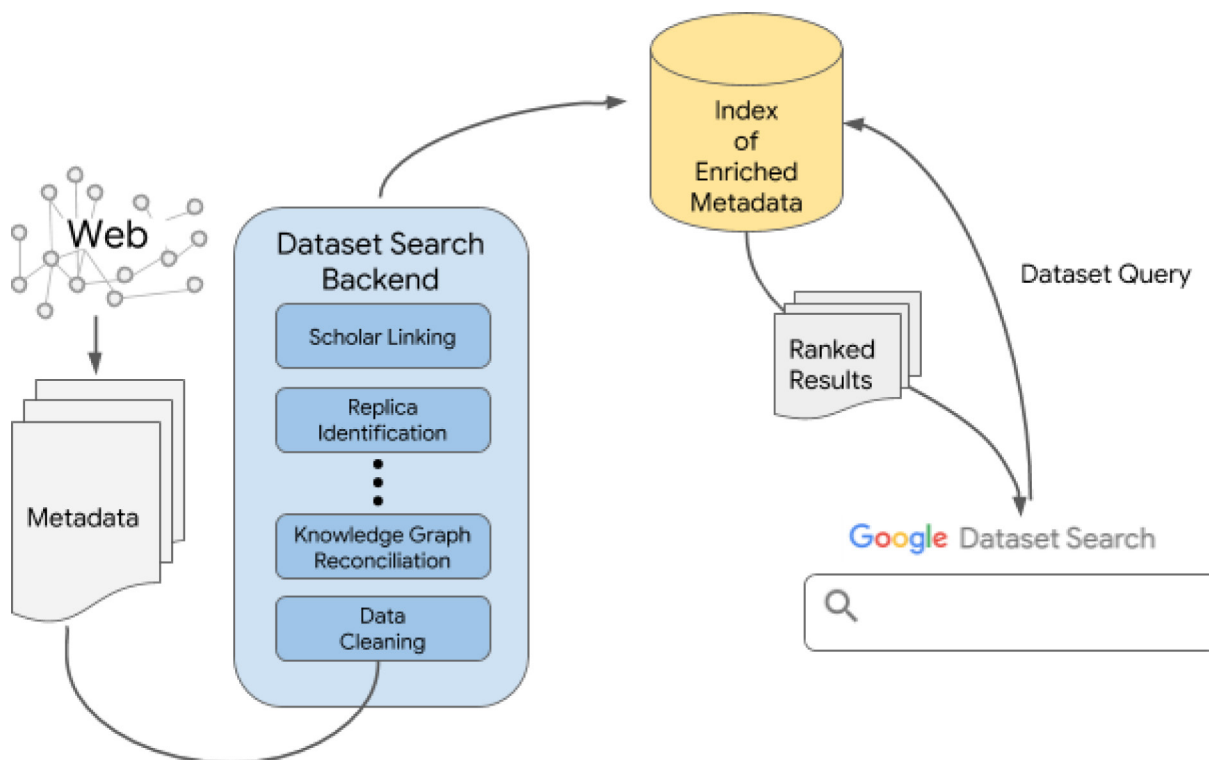 Web
Metadata
Dataset Search
Backend
Scholar Linking
Replica
Identification
Knowledge Graph
Reconciliation
Data
Cleaning
Index
of
Enriched
Metadata
Dataset Query
Ranked
Results
Google Dataset Search